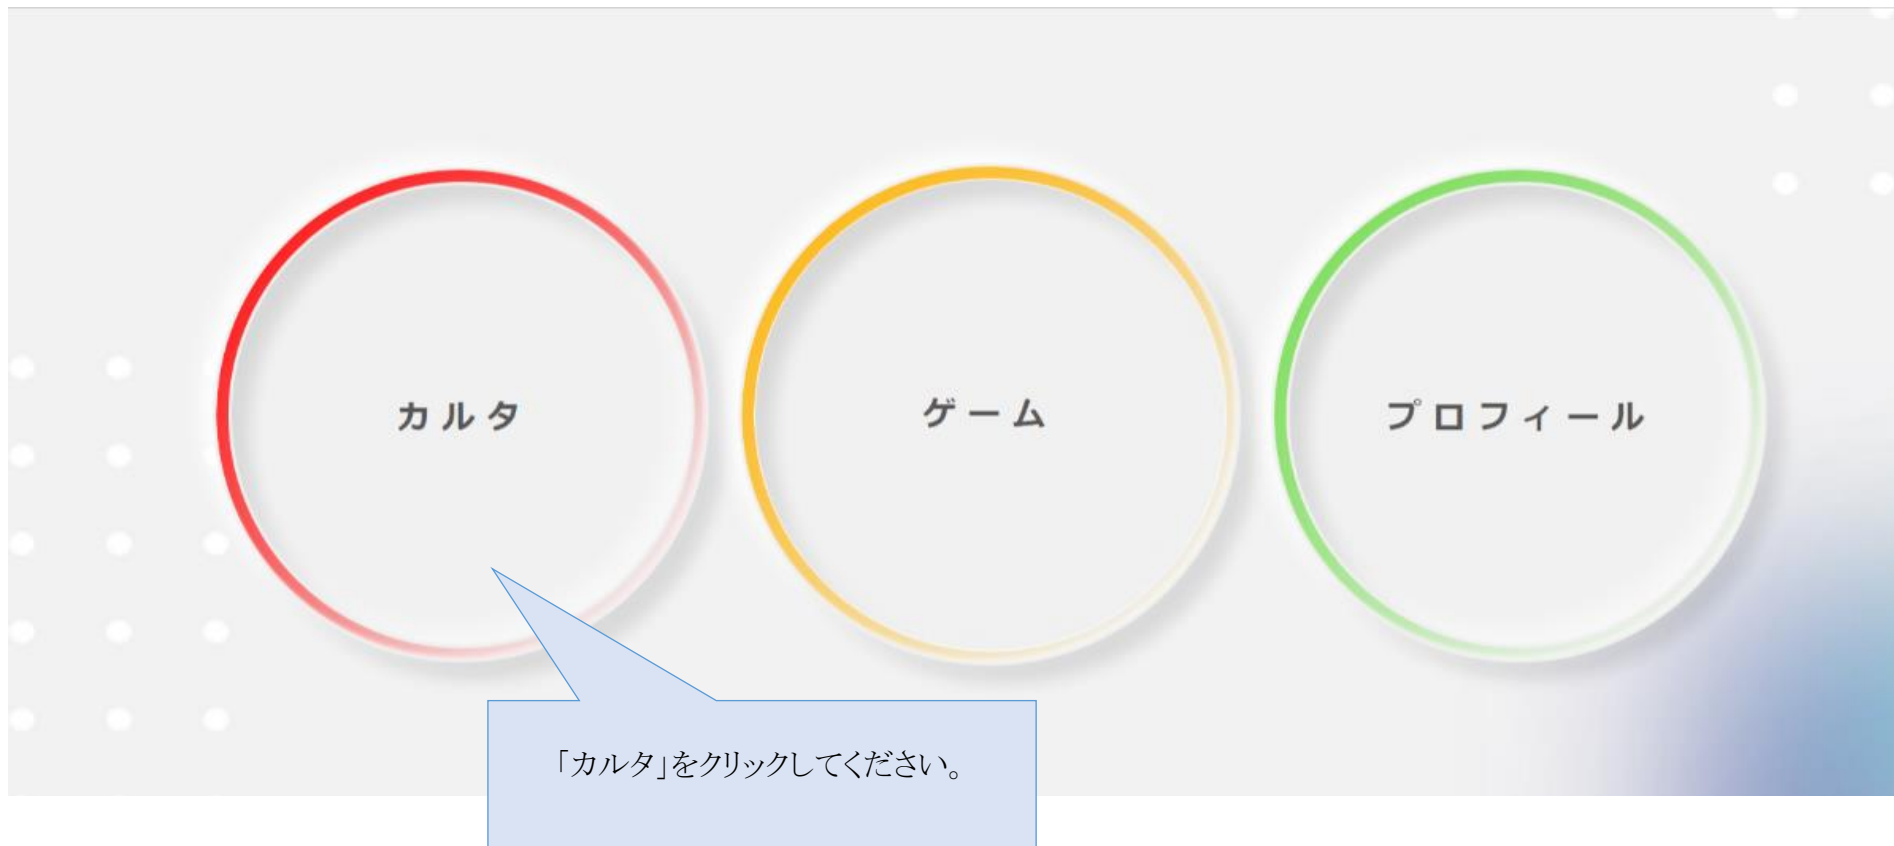 カルタ
ゲーム
プロフィール
「カルタ」をクリックしてください。